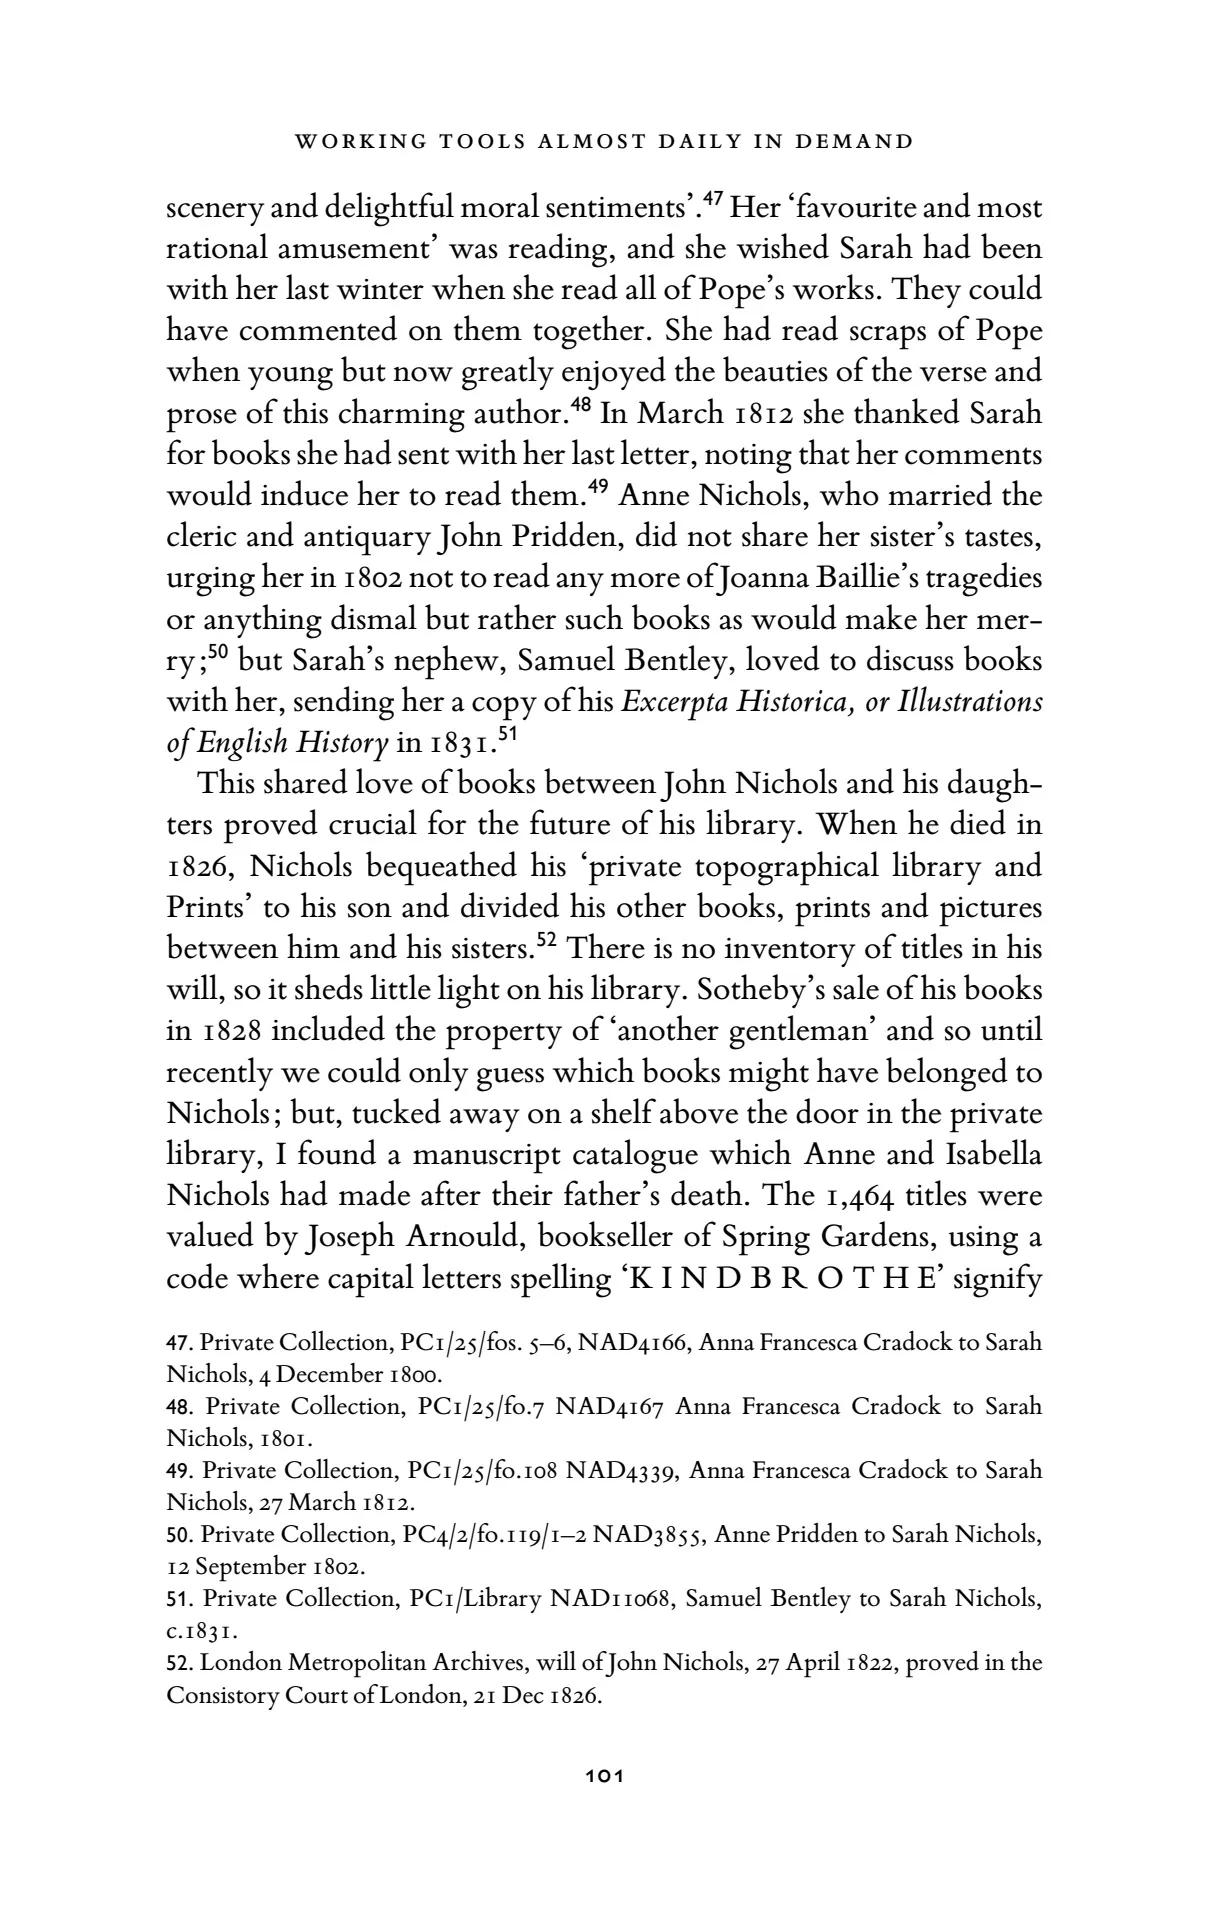 WORKING TOOLS ALMOST DAILY IN DEMAND
scenery and delightful moral sentiments’.47 Her ‘favourite and most
rational amusement’ was reading, and she wished Sarah had been
with her last winter when she read all of Pope’s works. They could
have commented on them together. She had read scraps of Pope
when young but now greatly enjoyed the beauties of the verse and
prose of this charming author.48 In March 1812 she thanked Sarah
for books she had sent with her last letter, noting that her comments
would induce her to read them.49 Anne Nichols, who married the
cleric and antiquary John Pridden, did not share her sister’s tastes,
urging her in 1802 not to read any more of Joanna Baillie’s tragedies
or anything dismal but rather such books as would make her mer-
ry;50 but Sarah’s nephew, Samuel Bentley, loved to discuss books
with her, sending her a copy of his Excerpta Historica, or Illustrations
of English History in 1831.51
This shared love of books between John Nichols and his daugh-
ters proved crucial for the future of his library. When he died in
1826, Nichols bequeathed his ‘private topographical library and
Prints’ to his son and divided his other books, prints and pictures
between him and his sisters.52 There is no inventory of titles in his
will, so it sheds little light on his library. Sotheby’s sale of his books
in 1828 included the property of ‘another gentleman’ and so until
recently we could only guess which books might have belonged to
Nichols; but, tucked away on a shelf above the door in the private
library, I found a manuscript catalogue which Anne and Isabella
Nichols had made after their father’s death. The 1,464 titles were
valued by Joseph Arnould, bookseller of Spring Gardens, using a
code where capital letters spelling ‘K I N D B R O T H E’ signify
47. Private Collection, PC1/25/fos. 5–6, NAD4166, Anna Francesca Cradock to Sarah
Nichols, 4 December 1800.
48. Private Collection, PC1/25/fo.7 NAD4167 Anna Francesca Cradock to Sarah
Nichols, 1801.
49. Private Collection, PC1/25/fo.108 NAD4339, Anna Francesca Cradock to Sarah
Nichols, 27 March 1812.
50. Private Collection, PC4/2/fo.119/1–2 NAD3855, Anne Pridden to Sarah Nichols,
12 September 1802.
51. Private Collection, PC1/Library NAD11068, Samuel Bentley to Sarah Nichols,
c.1831.
52. London Metropolitan Archives, will of John Nichols, 27 April 1822, proved in the
Consistory Court of London, 21 Dec 1826.
101